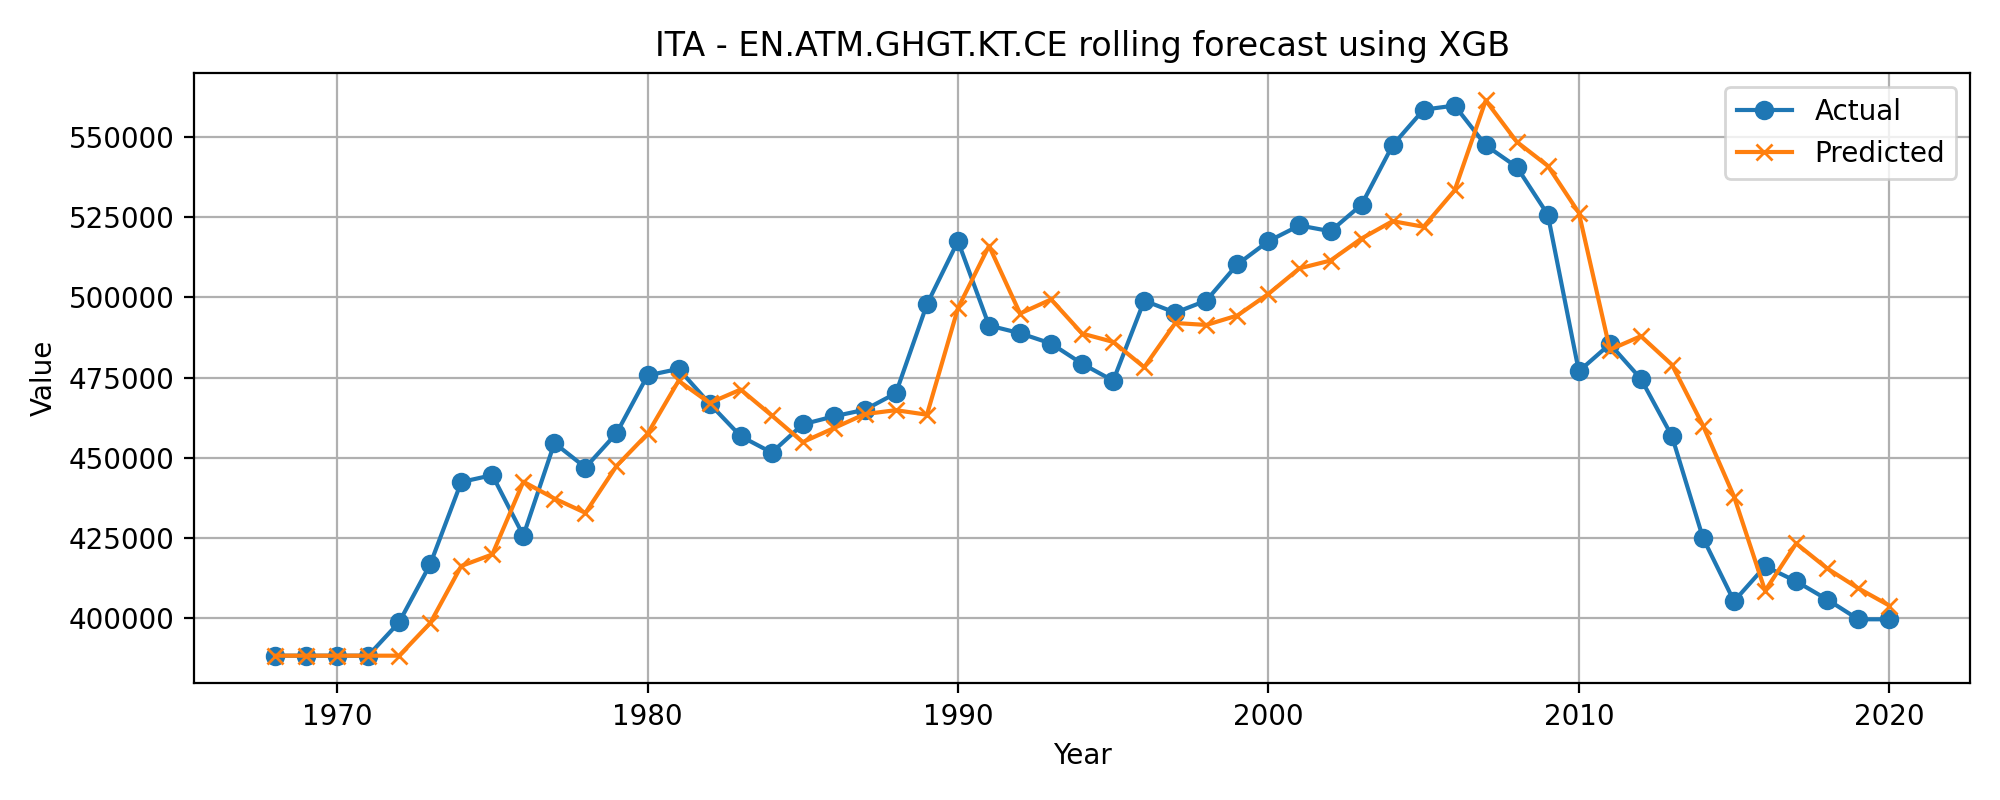 ITA - EN.ATM.GHGT.KT.CE rolling forecast using XGB
Actual
Predicted
Value
550000
525000
500000
475000
450000
425000
400000
1970 1980 1990 2000 2010 2020
Year